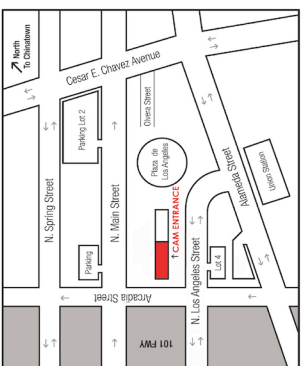 North
To Chinatown
Cesar E. Chavez Avenue
Parking Lot 2
Olvera Street
N. Spring Street
N. Main Street
Plaza de
Los Angeles
Alameda Street
Union Station
CAM ENTRANCE
Parking
N. Los Angeles Street
Lot 4
Arcadia Street
101 FWY